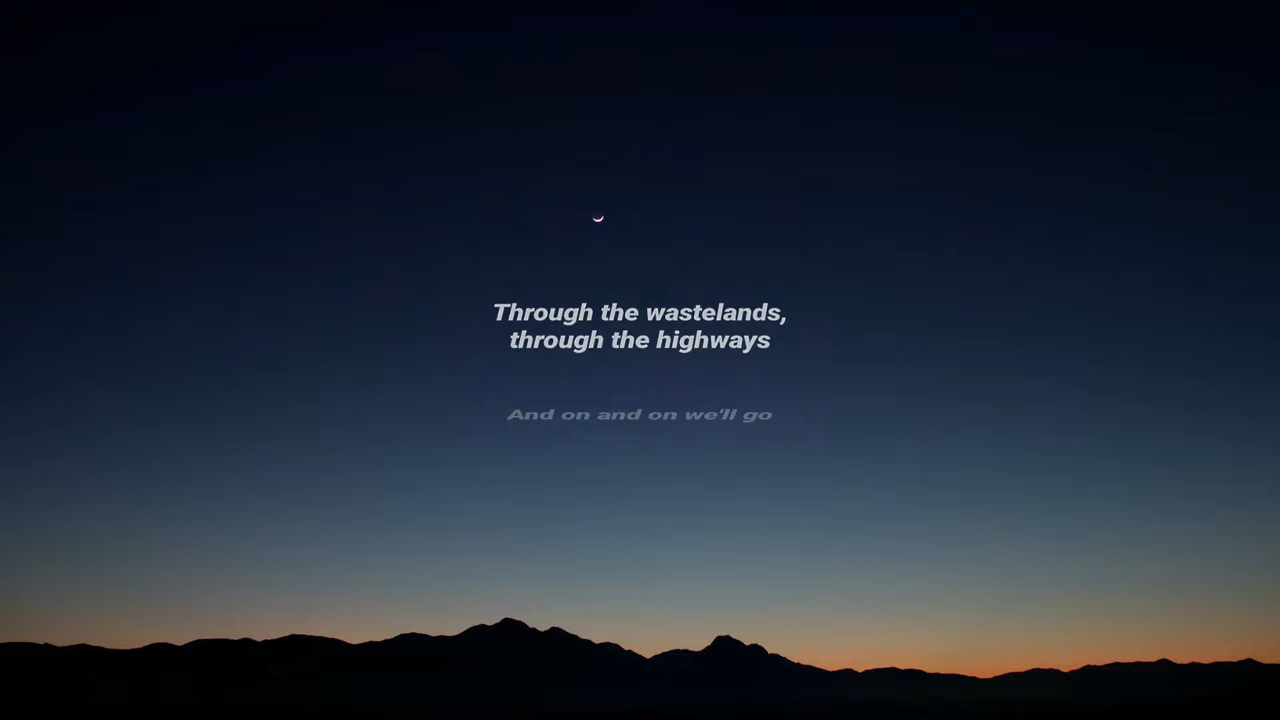 Through the wastelands,
through the highways
And on and on we'll go